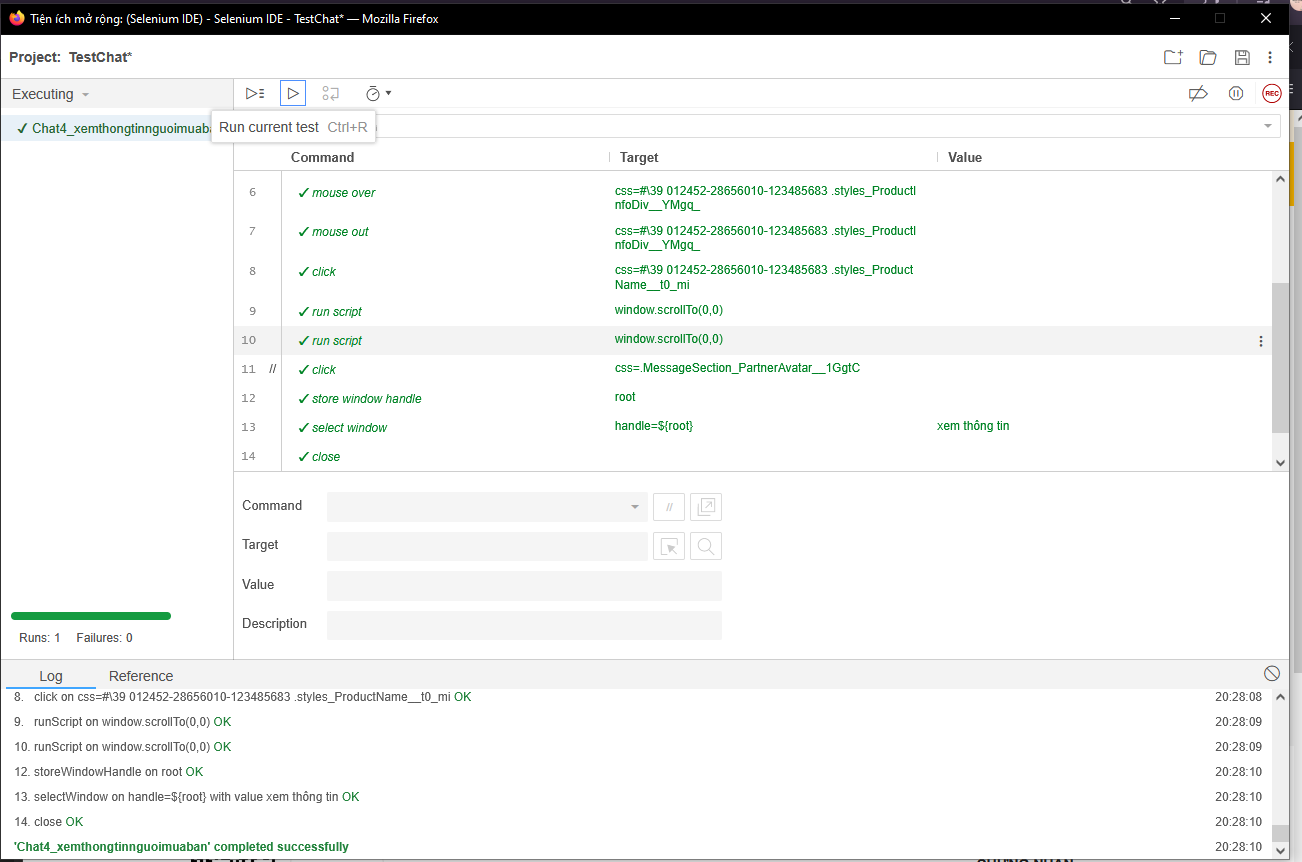 Tiện ích mở rộng: (Selenium IDE) - Selenium IDE - TestChat* — Mozilla Firefox
Project: TestChat*
Executing
REC
✓ Chat4_xemthongtinnguoimuaba
Run current test Ctrl+R
Command Target Value
6 ✓ mouse over css=#\39 012452-28656010-123485683 .styles_ProductI
nfoDiv__YMgq_
7 ✓ mouse out css=#\39 012452-28656010-123485683 .styles_ProductI
nfoDiv__YMgq_
8 ✓ click css=#\39 012452-28656010-123485683 .styles_Product
Name__t0_mi
9 ✓ run script window.scrollTo(0,0)
10 ✓ run script window.scrollTo(0,0)
11 // ✓ click css=.MessageSection_PartnerAvatar__1GgtC
12 ✓ store window handle root
13 ✓ select window handle=${root} xem thông tin
14 ✓ close
Command //
Target
Value
Description
Runs: 1 Failures: 0
Log Reference
8. click on css=#\39 012452-28656010-123485683 .styles_ProductName__t0_mi OK 20:28:08
9. runScript on window.scrollTo(0,0) OK 20:28:09
10. runScript on window.scrollTo(0,0) OK 20:28:09
12. storeWindowHandle on root OK 20:28:10
13. selectWindow on handle=${root} with value xem thông tin OK 20:28:10
14. close OK 20:28:10
'Chat4_xemthongtinnguoimuaban' completed successfully 20:28:10